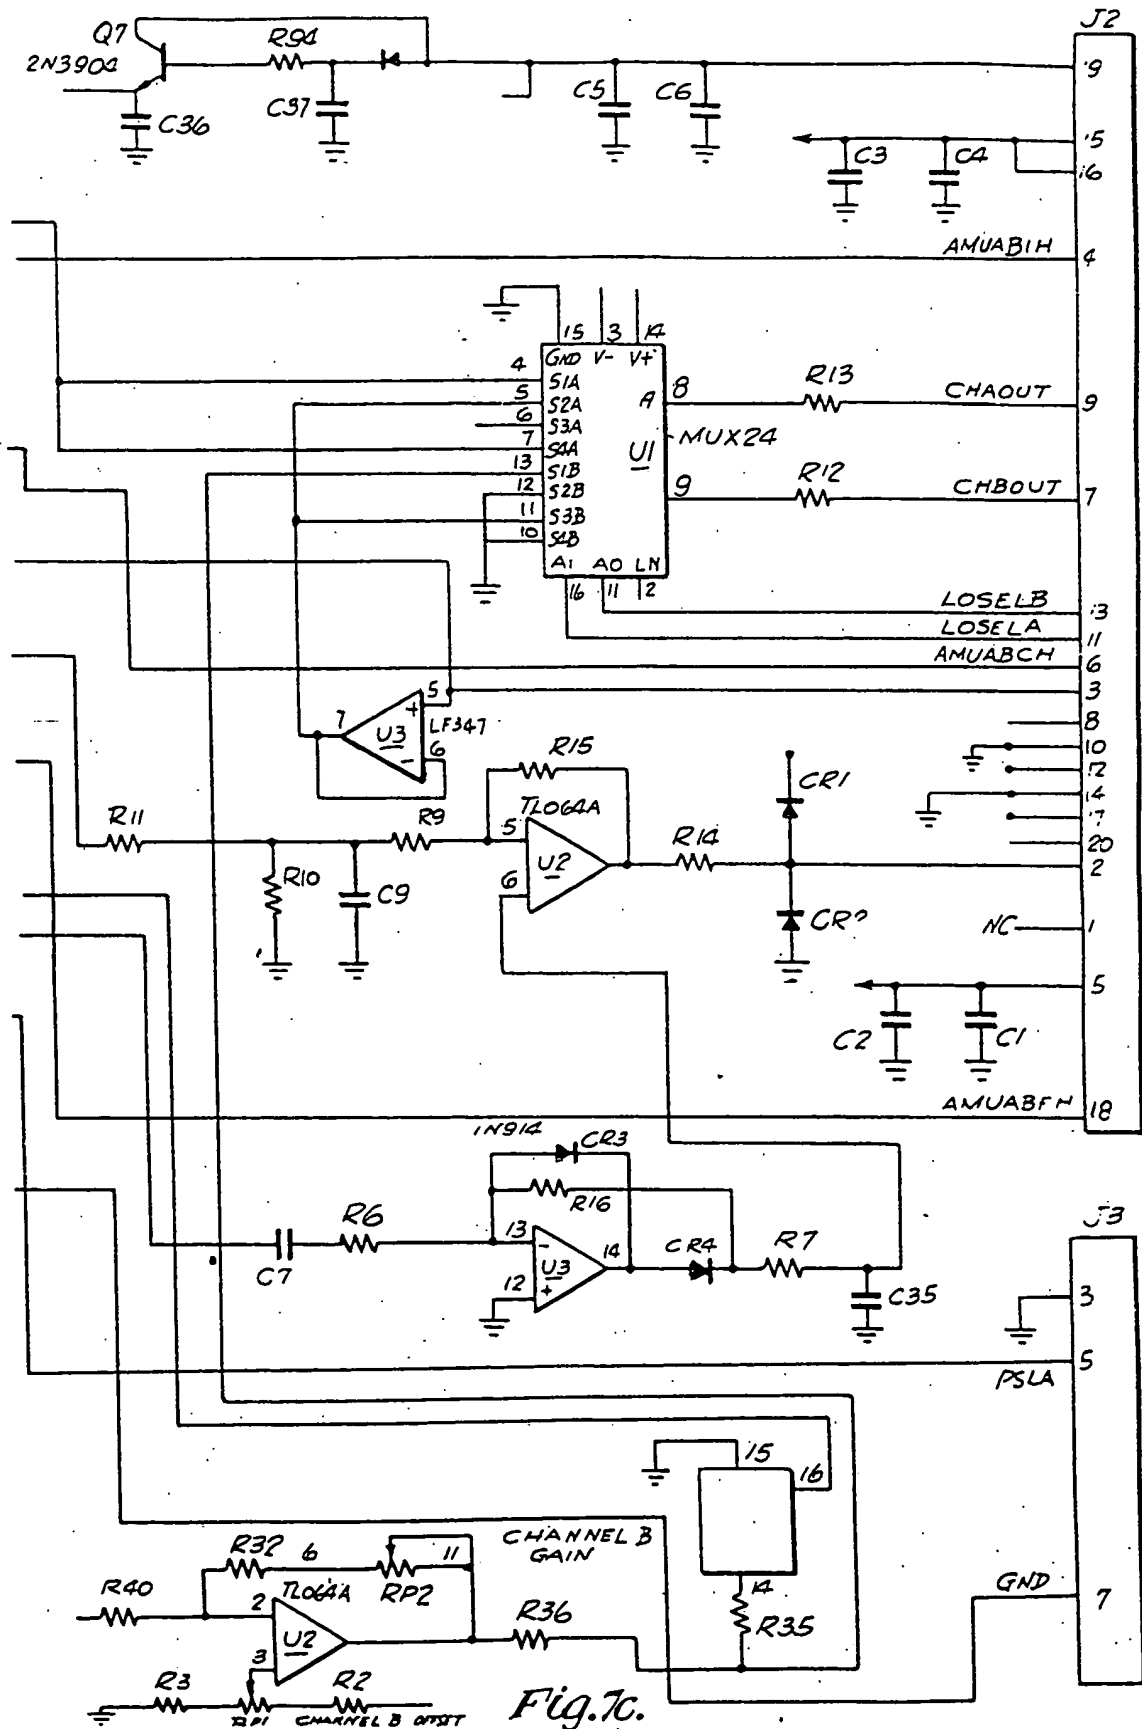 J2
Q7
R94
2N3904
C37
C5
C6
C36
19
C3
C4
15
16
AMUAB1H
4
15
3
14
GND
V-
V+
4
S1A
5
S2A
6
S3A
7
S4A
13
S1B
12
S2B
11
S3B
10
S4B
A
8
R13
CHAOUT
9
MUX24
U1
9
R12
CHBOUT
7
A1
A0
LN
16
11
2
LOSELB
13
LOSELA
11
AMUABCH
6
3
5
+
LF347
7
U3
-
6
8
10
12
14
17
20
2
R15
CR1
R11
R9
TL064A
5
R14
U2
6
R10
C9
CR?
NC
1
5
C2
C1
AMUABFH
18
1N914
CR3
R16
J3
R6
13
-
14
CR4
R7
C7
U3
12
+
C35
3
5
PSLA
15
16
CHANNEL B
GAIN
R32
6
11
R40
TL064A
RP2
14
GND
7
2
R36
R35
U2
3
R3
R2
RP1
CHANNEL B OFFSET
Fig.7c.